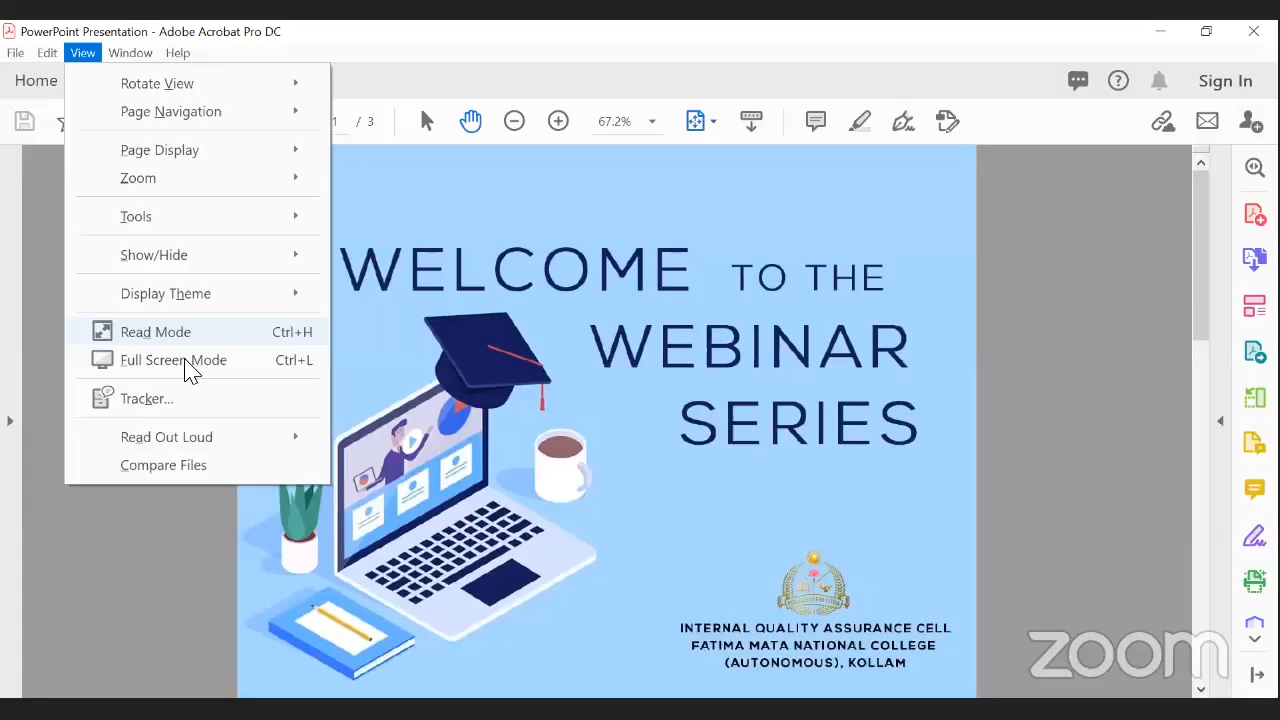 PowerPoint Presentation - Adobe Acrobat Pro DC
File Edit View Window Help
Home
Sign In
Rotate View
Page Navigation
Page Display
Zoom
Tools
Show/Hide
Display Theme
Read Mode Ctrl+H
Full Screen Mode Ctrl+L
Tracker...
Read Out Loud
Compare Files
1 / 3
67.2%
WELCOME TO THE
WEBINAR
SERIES
INTERNAL QUALITY ASSURANCE CELL
FATIMA MATA NATIONAL COLLEGE
(AUTONOMOUS), KOLLAM
zoom